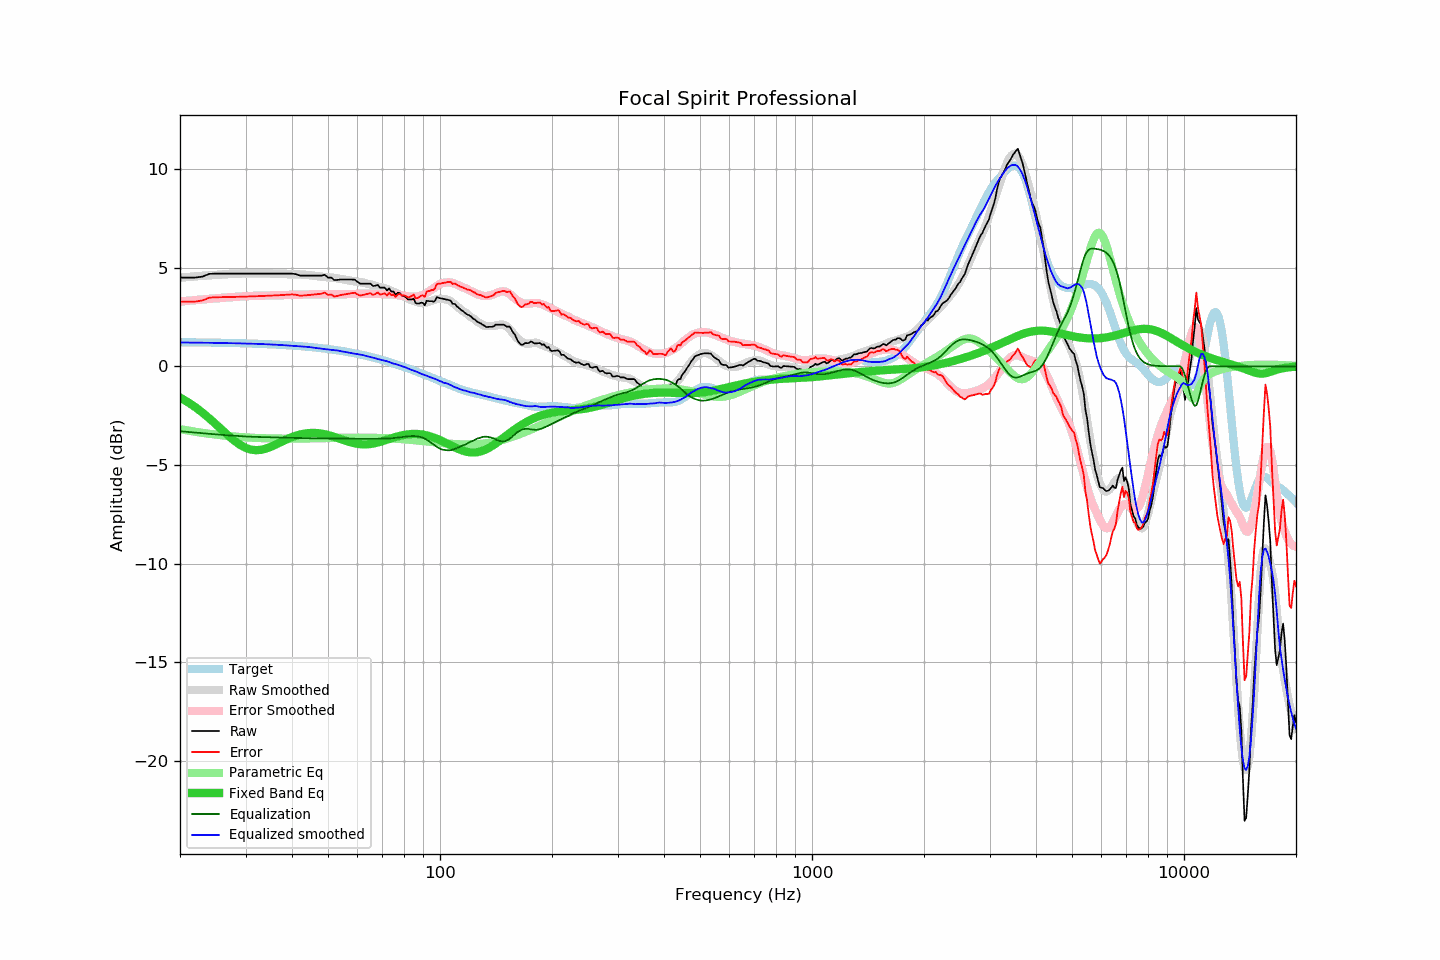 Focal Spirit Professional
10
5
0
−5
−10
−15
−20
Amplitude (dBr)
Target
Raw Smoothed
Error Smoothed
Raw
Error
Parametric Eq
Fixed Band Eq
Equalization
Equalized smoothed
100
1000
10000
Frequency (Hz)